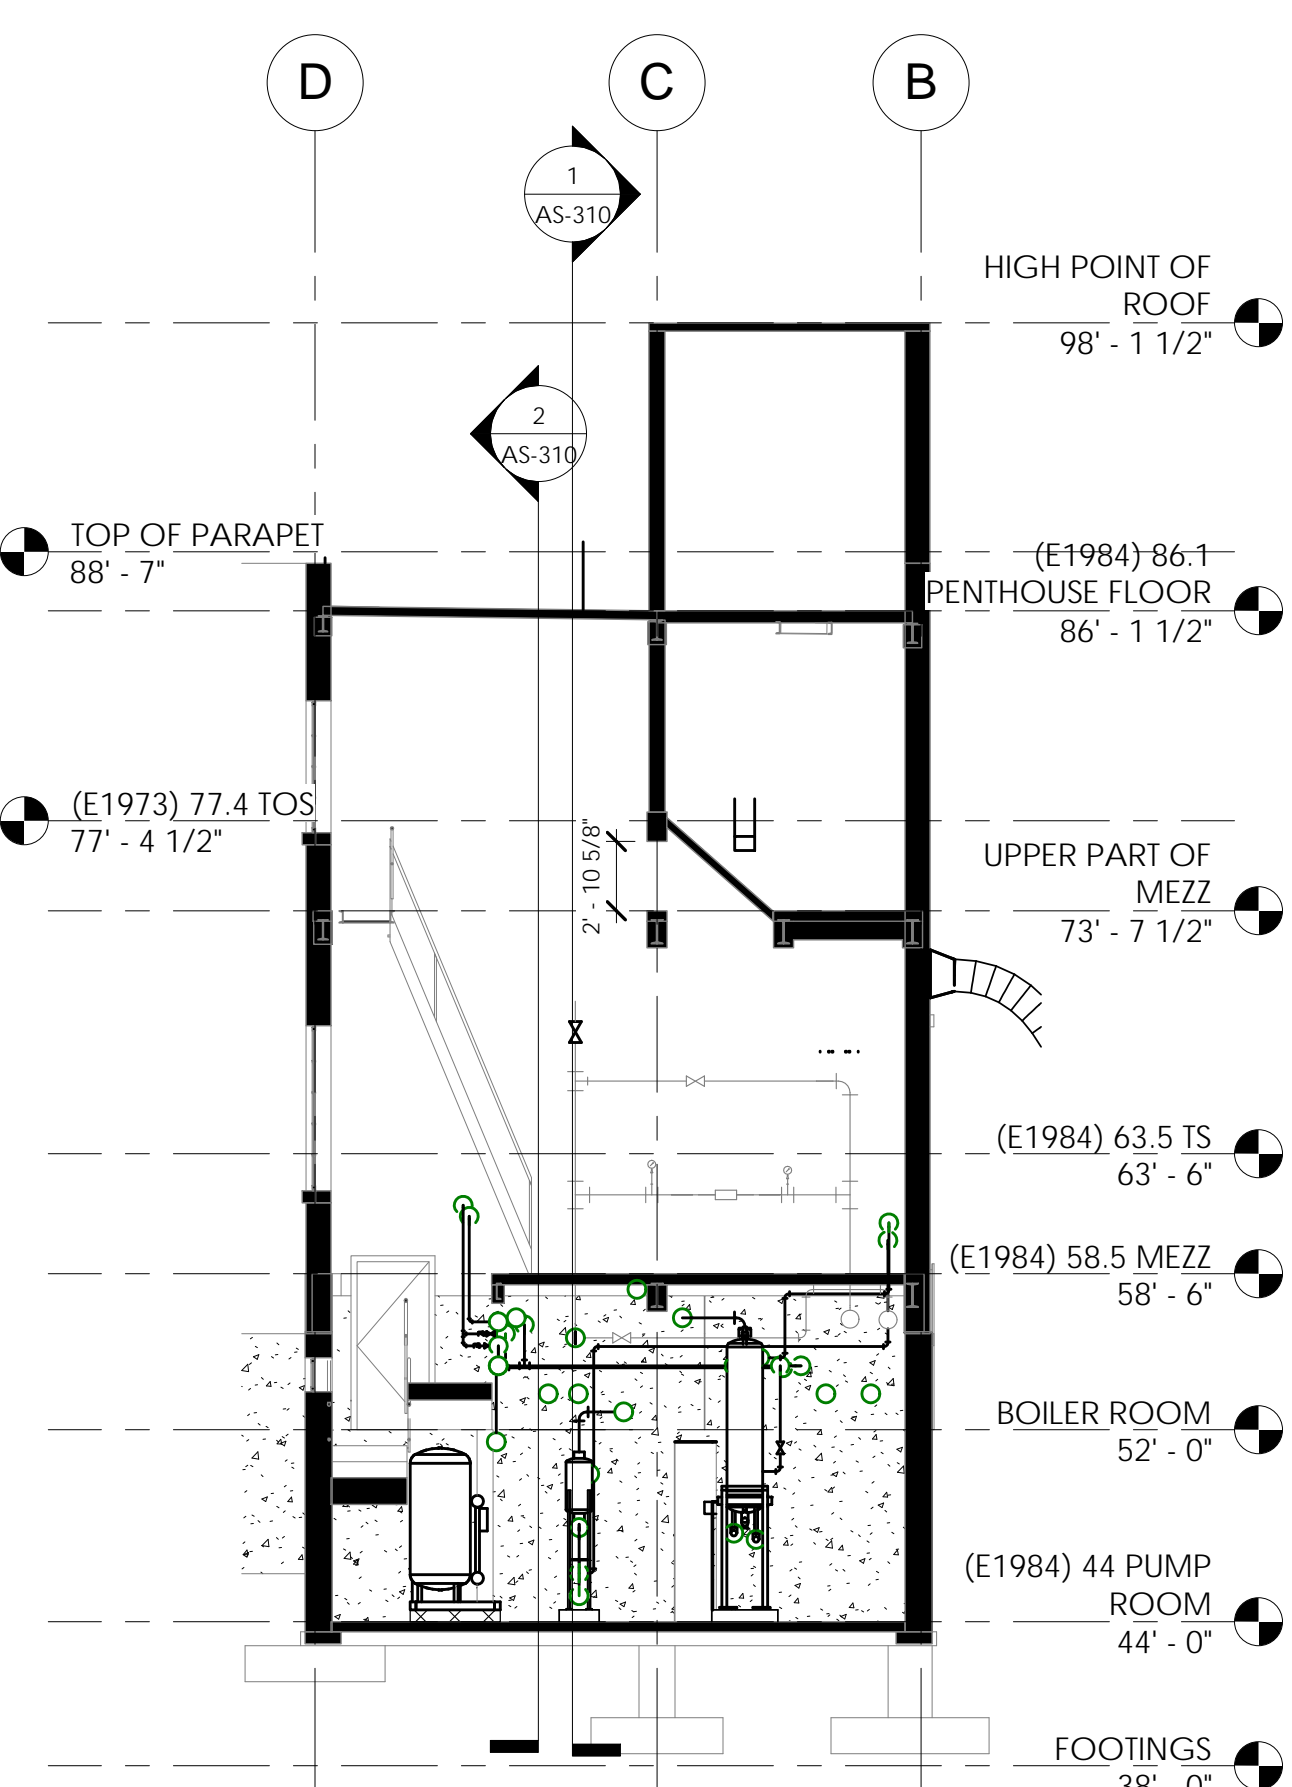 D
C
B
1
AS-310
HIGH POINT OF
ROOF
98' - 1 1/2"
2
AS-310
TOP OF PARAPET
88' - 7"
(E1984) 86.1
PENTHOUSE FLOOR
86' - 1 1/2"
(E1973) 77.4 TOS
77' - 4 1/2"
2' - 10 5/8"
UPPER PART OF
MEZZ
73' - 7 1/2"
(E1984) 63.5 TS
63' - 6"
(E1984) 58.5 MEZZ
58' - 6"
BOILER ROOM
52' - 0"
(E1984) 44 PUMP
ROOM
44' - 0"
FOOTINGS
38' - 0"